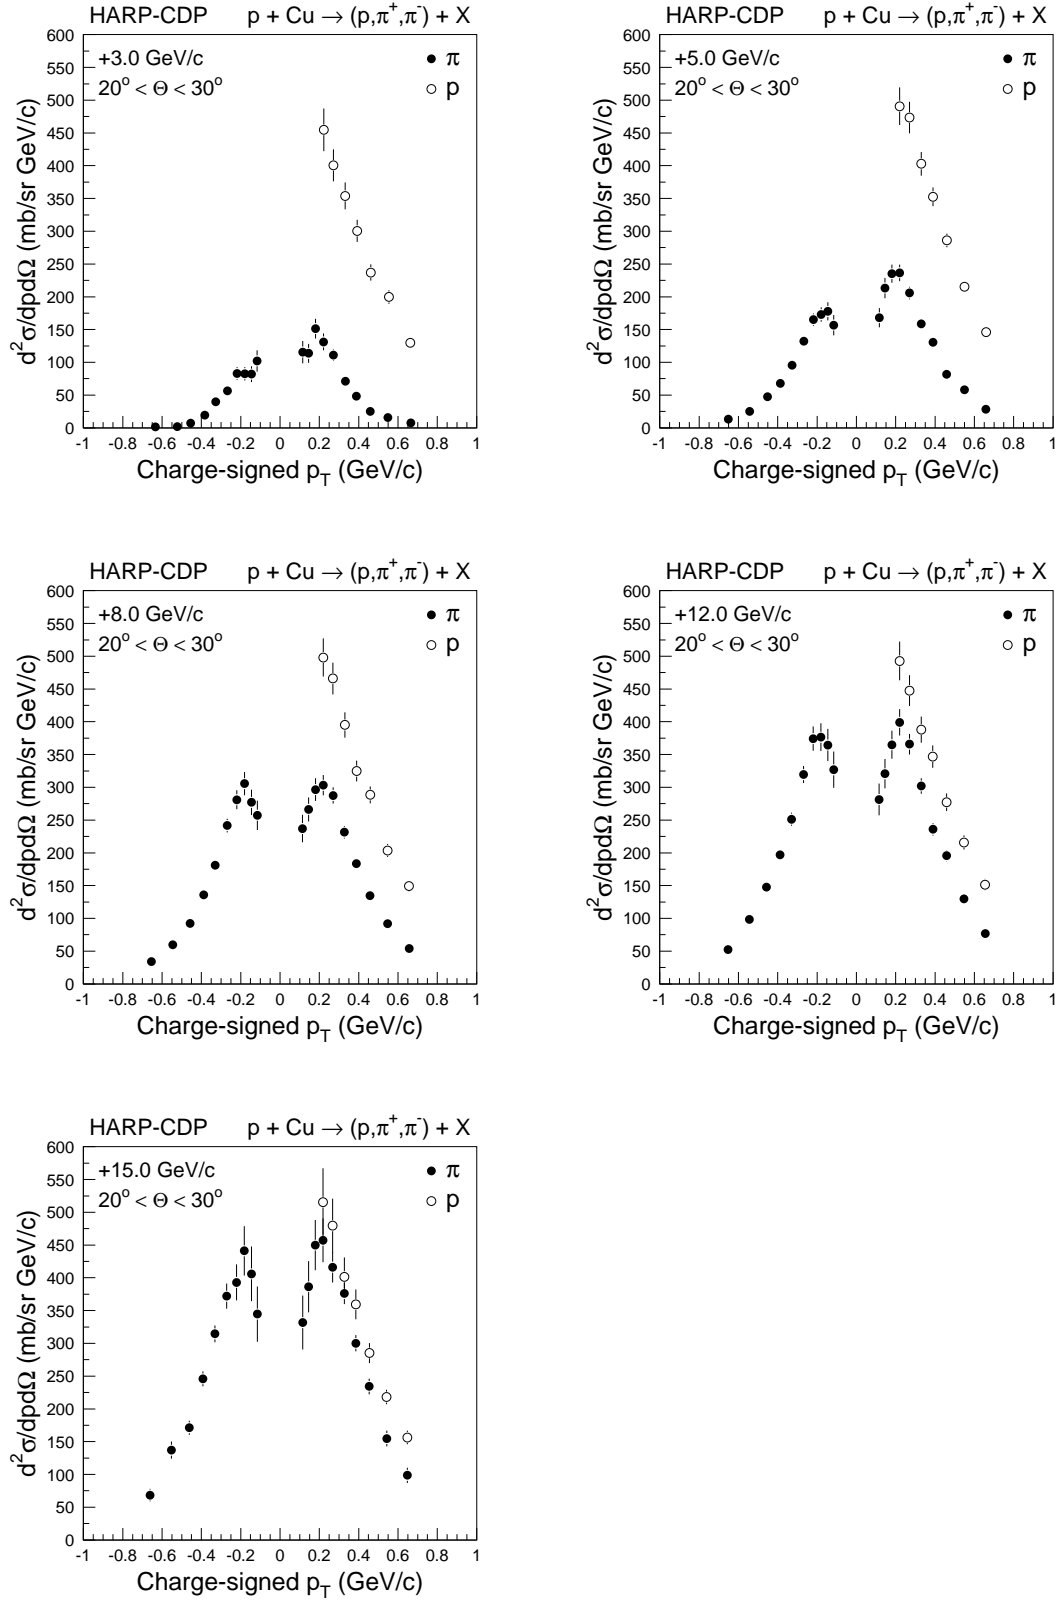 HARP-CDP p + Cu → (p,π⁺,π⁻) + X
+3.0 GeV/c
20° < Θ < 30°
● π
○ p
d²σ/dpdΩ (mb/sr GeV/c)
600
550
500
450
400
350
300
250
200
150
100
50
0
-1 -0.8 -0.6 -0.4 -0.2 0 0.2 0.4 0.6 0.8 1
Charge-signed p_T (GeV/c)
HARP-CDP p + Cu → (p,π⁺,π⁻) + X
+5.0 GeV/c
20° < Θ < 30°
● π
○ p
d²σ/dpdΩ (mb/sr GeV/c)
600
550
500
450
400
350
300
250
200
150
100
50
0
-1 -0.8 -0.6 -0.4 -0.2 0 0.2 0.4 0.6 0.8 1
Charge-signed p_T (GeV/c)
HARP-CDP p + Cu → (p,π⁺,π⁻) + X
+8.0 GeV/c
20° < Θ < 30°
● π
○ p
d²σ/dpdΩ (mb/sr GeV/c)
600
550
500
450
400
350
300
250
200
150
100
50
0
-1 -0.8 -0.6 -0.4 -0.2 0 0.2 0.4 0.6 0.8 1
Charge-signed p_T (GeV/c)
HARP-CDP p + Cu → (p,π⁺,π⁻) + X
+12.0 GeV/c
20° < Θ < 30°
● π
○ p
d²σ/dpdΩ (mb/sr GeV/c)
600
550
500
450
400
350
300
250
200
150
100
50
0
-1 -0.8 -0.6 -0.4 -0.2 0 0.2 0.4 0.6 0.8 1
Charge-signed p_T (GeV/c)
HARP-CDP p + Cu → (p,π⁺,π⁻) + X
+15.0 GeV/c
20° < Θ < 30°
● π
○ p
d²σ/dpdΩ (mb/sr GeV/c)
600
550
500
450
400
350
300
250
200
150
100
50
0
-1 -0.8 -0.6 -0.4 -0.2 0 0.2 0.4 0.6 0.8 1
Charge-signed p_T (GeV/c)